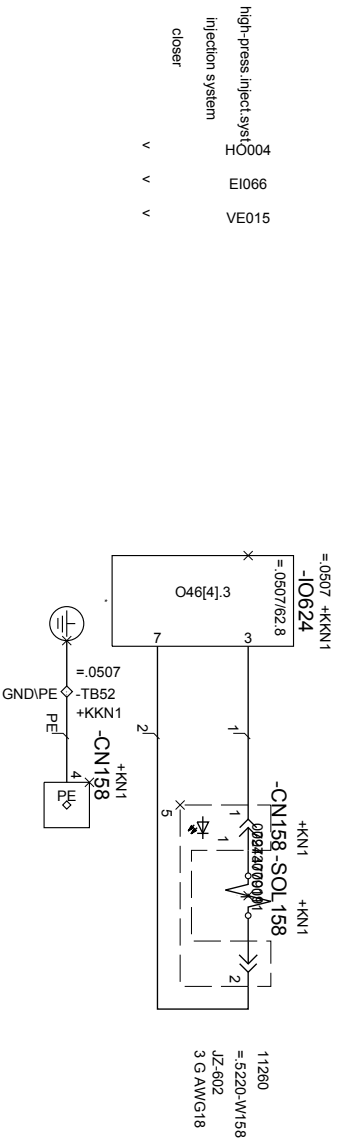 high-press.inject.syst
injection system
closer
HO004
EI066
VE015
<
<
<
=.0507 +KKN1
-IO624
=.0507/62.8
O46[4].3
7
3
2
1
=.0507
GND\PE
-TB52
+KKN1
PE
+KN1
-CN158
4
PE
+KN1
+KN1
-CN158
-SOL158
5
1
1
2
11260
=.5220-W158
JZ-602
3 G AWG18